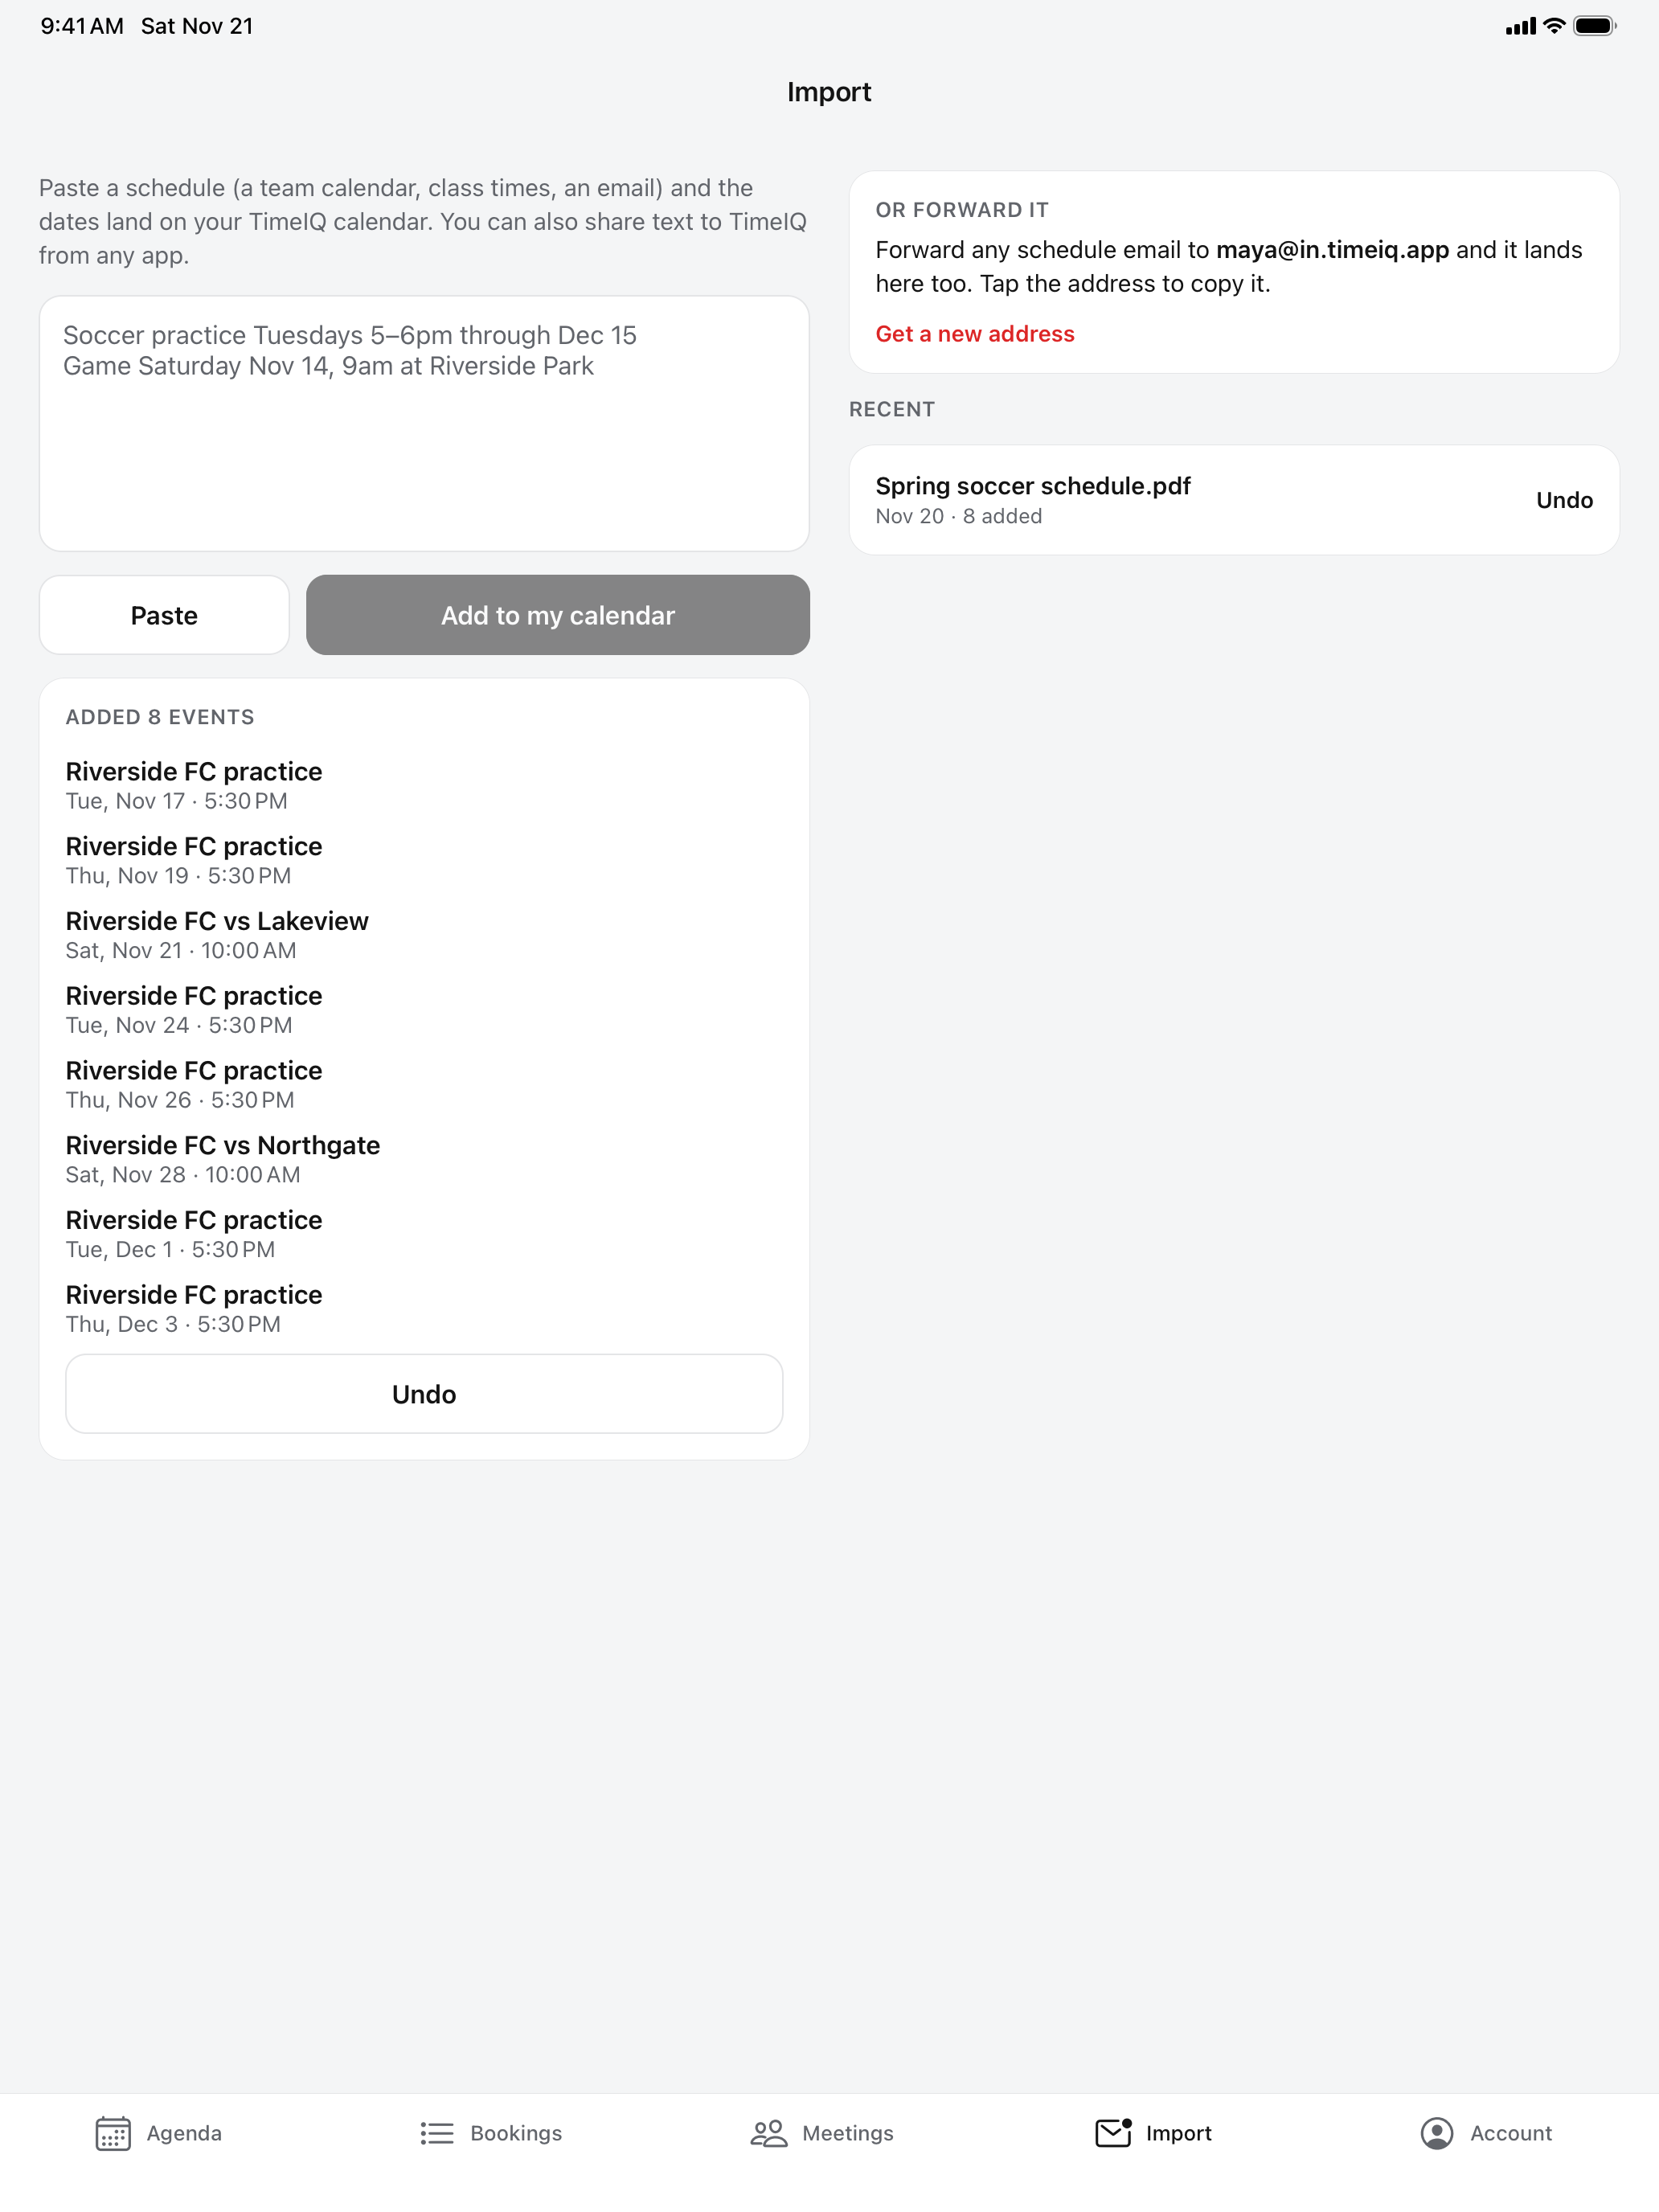 9:41 AM Sat Nov 21
Import
Paste a schedule (a team calendar, class times, an email) and the
dates land on your TimeIQ calendar. You can also share text to TimeIQ
from any app.
Soccer practice Tuesdays 5–6pm through Dec 15
Game Saturday Nov 14, 9am at Riverside Park
Paste
Add to my calendar
ADDED 8 EVENTS
Riverside FC practice
Tue, Nov 17 · 5:30 PM
Riverside FC practice
Thu, Nov 19 · 5:30 PM
Riverside FC vs Lakeview
Sat, Nov 21 · 10:00 AM
Riverside FC practice
Tue, Nov 24 · 5:30 PM
Riverside FC practice
Thu, Nov 26 · 5:30 PM
Riverside FC vs Northgate
Sat, Nov 28 · 10:00 AM
Riverside FC practice
Tue, Dec 1 · 5:30 PM
Riverside FC practice
Thu, Dec 3 · 5:30 PM
Undo
OR FORWARD IT
Forward any schedule email to maya@in.timeiq.app and it lands
here too. Tap the address to copy it.
Get a new address
RECENT
Spring soccer schedule.pdf
Nov 20 · 8 added
Undo
Agenda
Bookings
Meetings
Import
Account